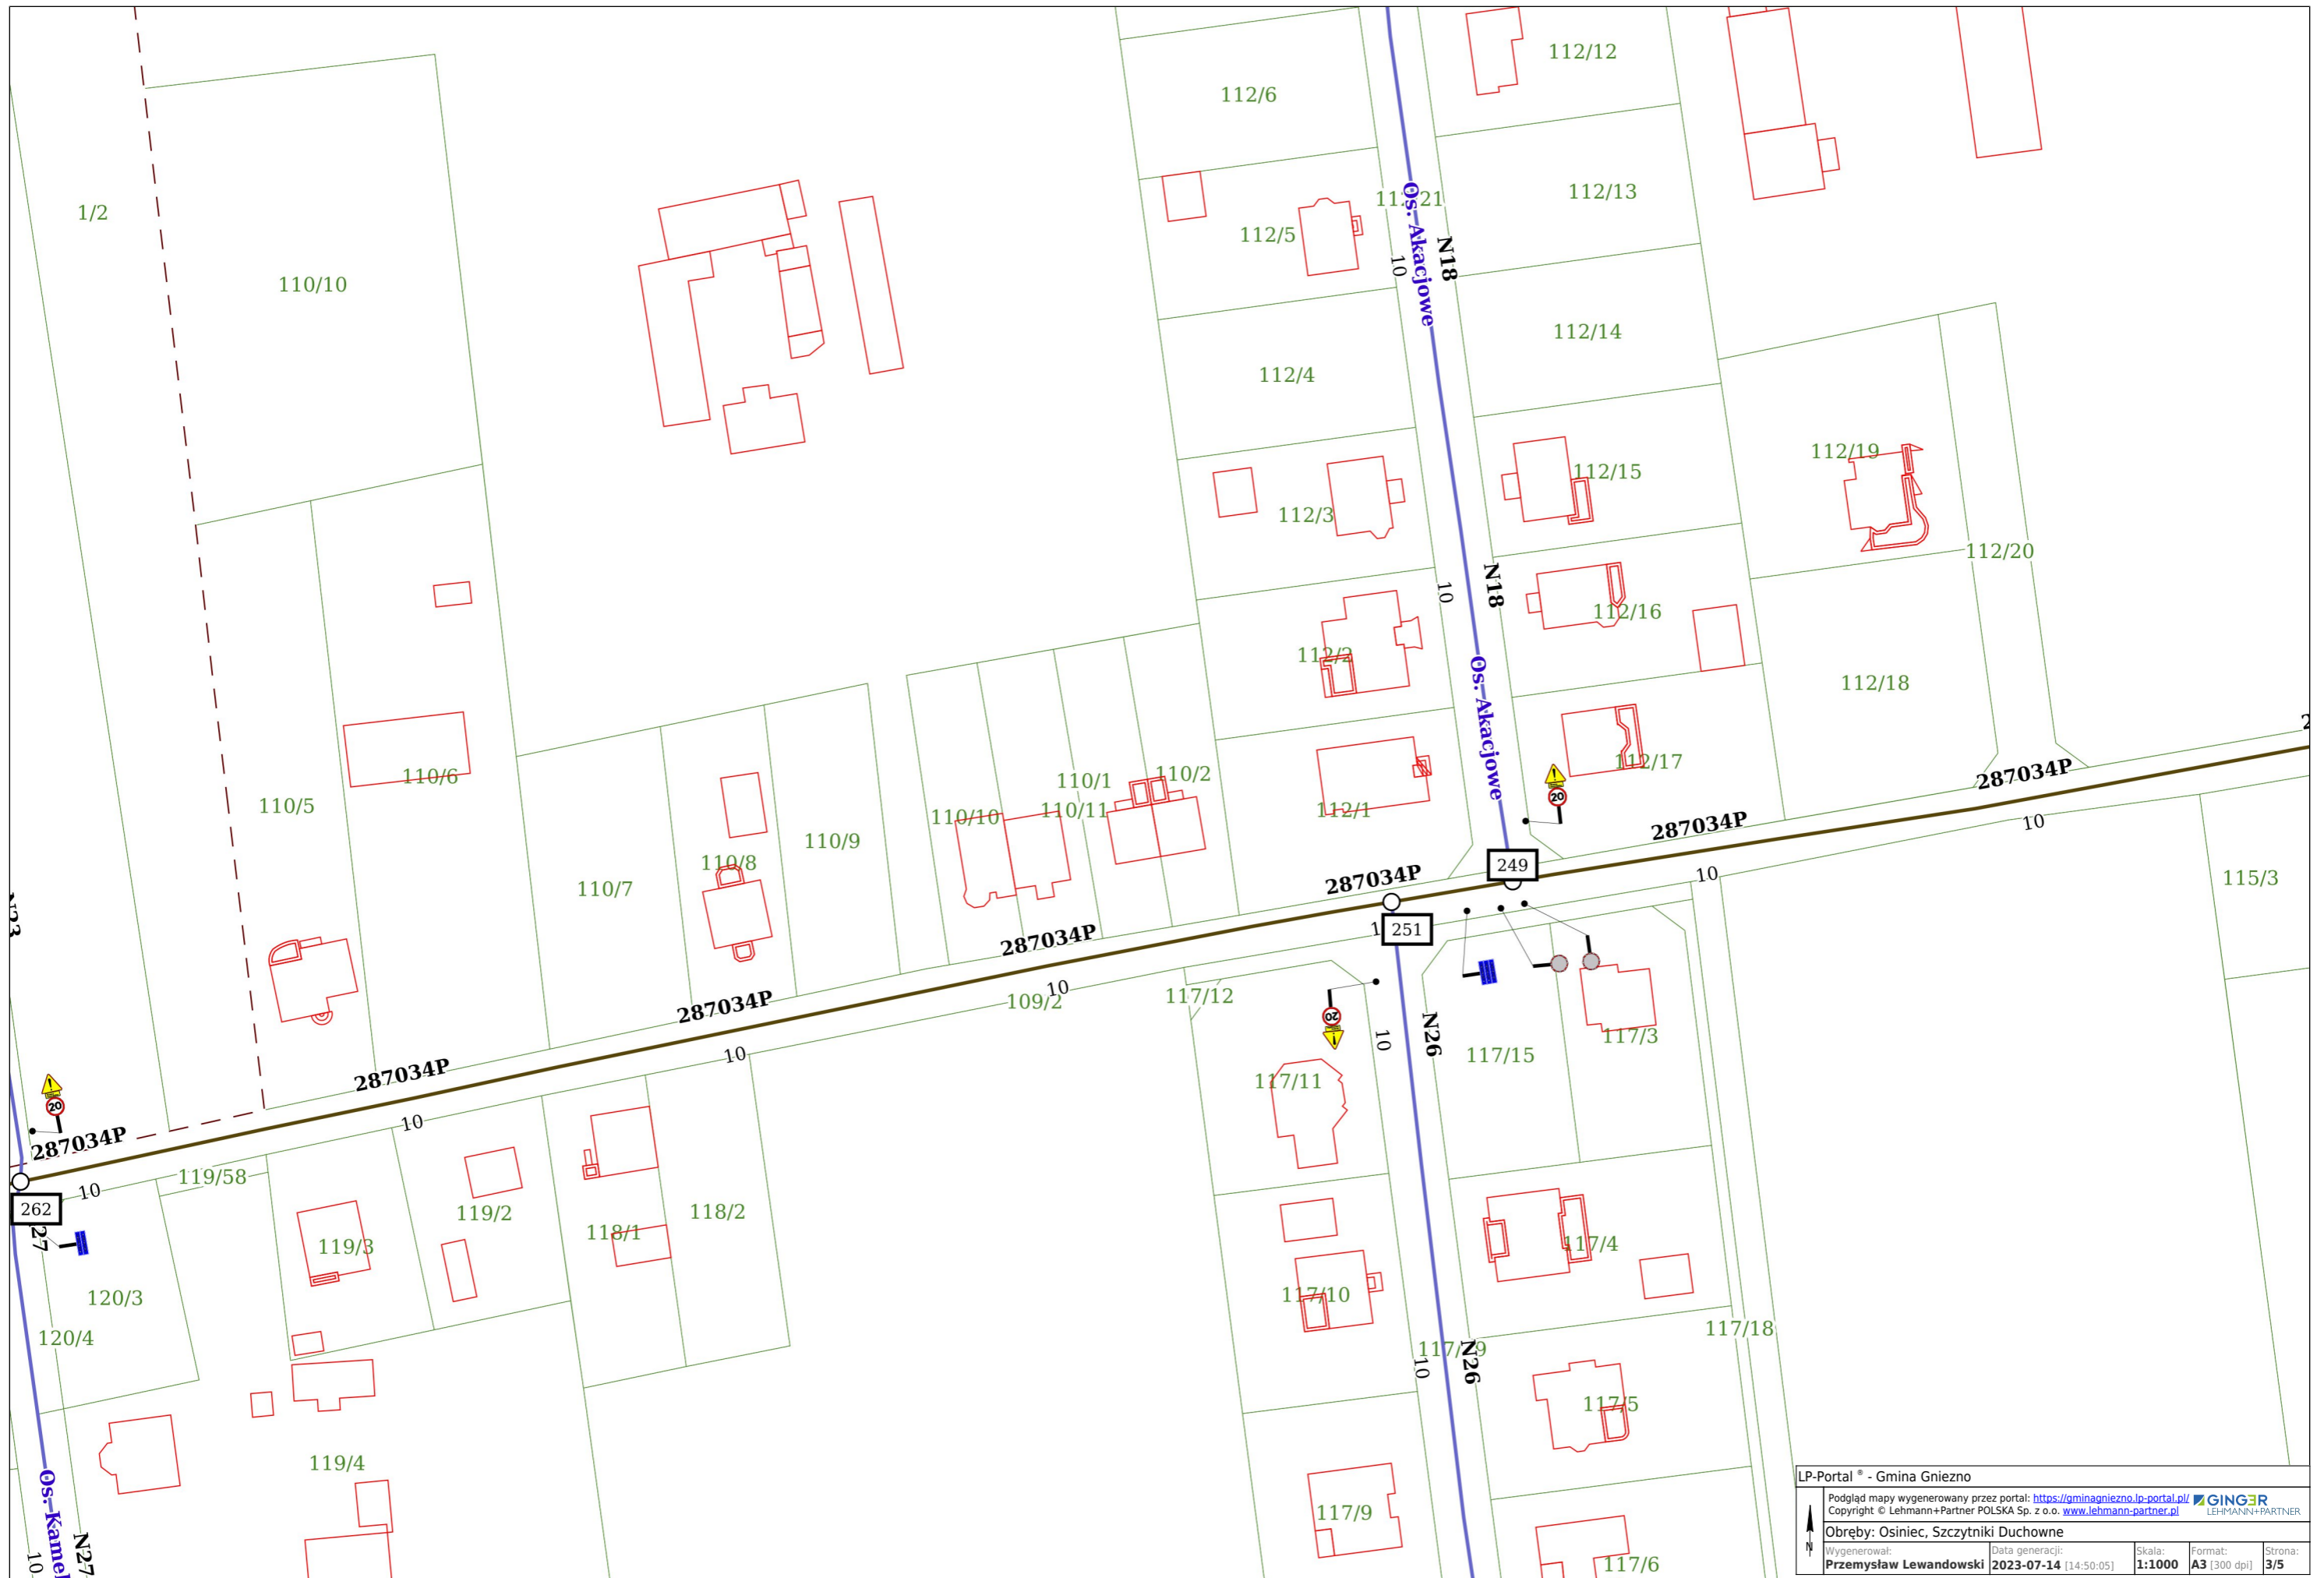 112/6
112/12
1/2
110/10
112/5
Os. Akacjowe
N18
10
112/13
112/4
112/14
112/3
112/15
112/19
112/20
10
N18
112/2
112/16
Os. Akacjowe
112/18
110/5
110/6
110/7
110/8
110/9
110/10
110/1
110/11
110/2
112/1
112/17
20
287034P
287034P
10
249
10
115/3
287034P
251
287034P
10
109/2
117/12
287034P
10
20
10
N26
117/15
117/3
117/11
287034P
10
20
287034P
10
262
119/58
119/3
119/2
118/1
118/2
120/3
120/4
117/10
117/4
117/18
10
N26
117/5
119/4
117/9
117/6
10
N27
LP-Portal ® - Gmina Gniezno
Podgląd mapy wygenerowany przez portal: https://gminagniezno.lp-portal.pl/
Copyright © Lehmann+Partner POLSKA Sp. z o.o. www.lehmann-partner.pl
GINGER
LEHMANN+PARTNER
N
Obręby: Osiniec, Szczytniki Duchowne
Wygenerował:
Przemysław Lewandowski
Data generacji:
2023-07-14 [14:50:05]
Skala:
1:1000
Format:
A3 [300 dpi]
Strona:
3/5